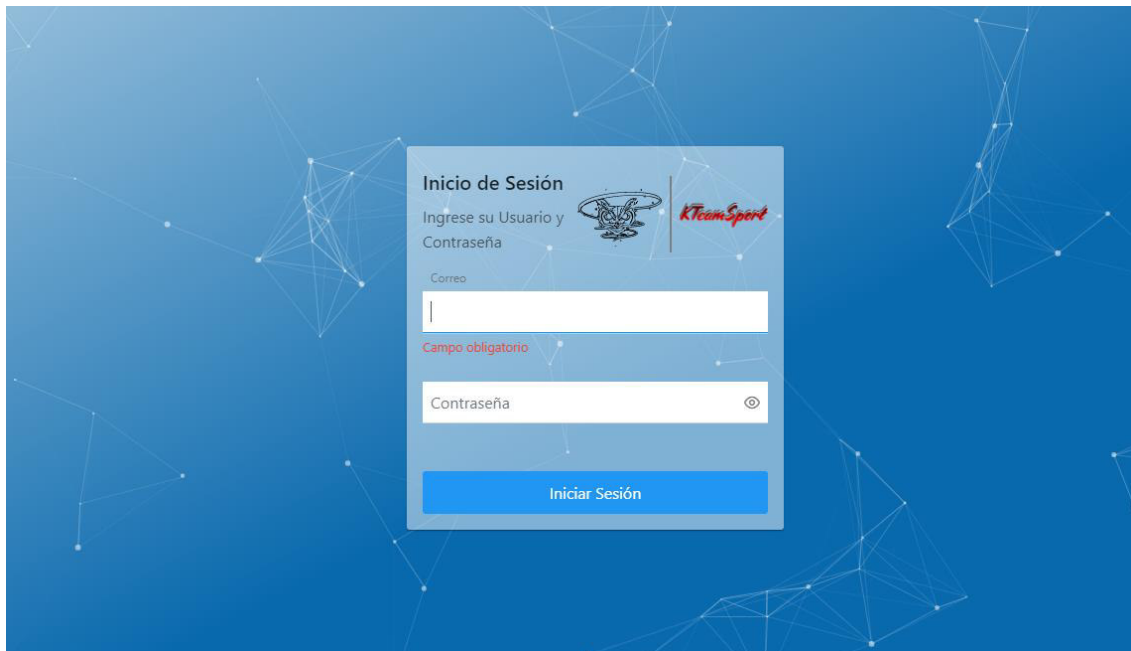 Inicio de Sesión
Ingrese su Usuario y
Contraseña
KTeamSport
Correo
Campo obligatorio
Contraseña
Iniciar Sesión